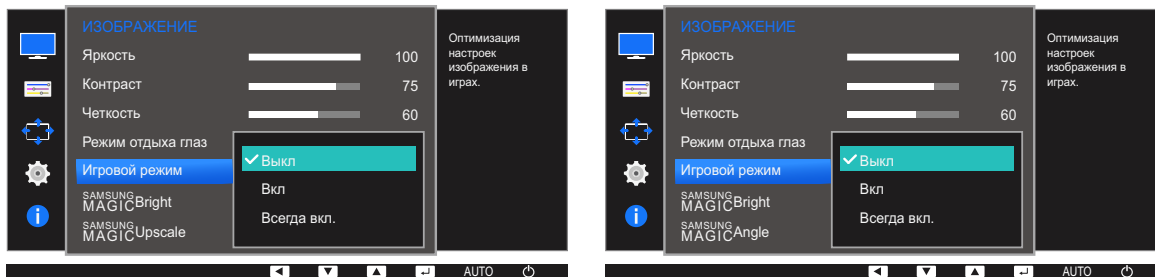 ИЗОБРАЖЕНИЕ
Яркость 100
Контраст 75
Четкость 60
Режим отдыха глаз
Игровой режим
SAMSUNG
MAGICBright
SAMSUNG
MAGICUpscale
Выкл
Вкл
Всегда вкл.
Оптимизация
настроек
изображения в
играх.
AUTO
ИЗОБРАЖЕНИЕ
Яркость 100
Контраст 75
Четкость 60
Режим отдыха глаз
Игровой режим
SAMSUNG
MAGICBright
SAMSUNG
MAGICAngle
Выкл
Вкл
Всегда вкл.
Оптимизация
настроек
изображения в
играх.
AUTO